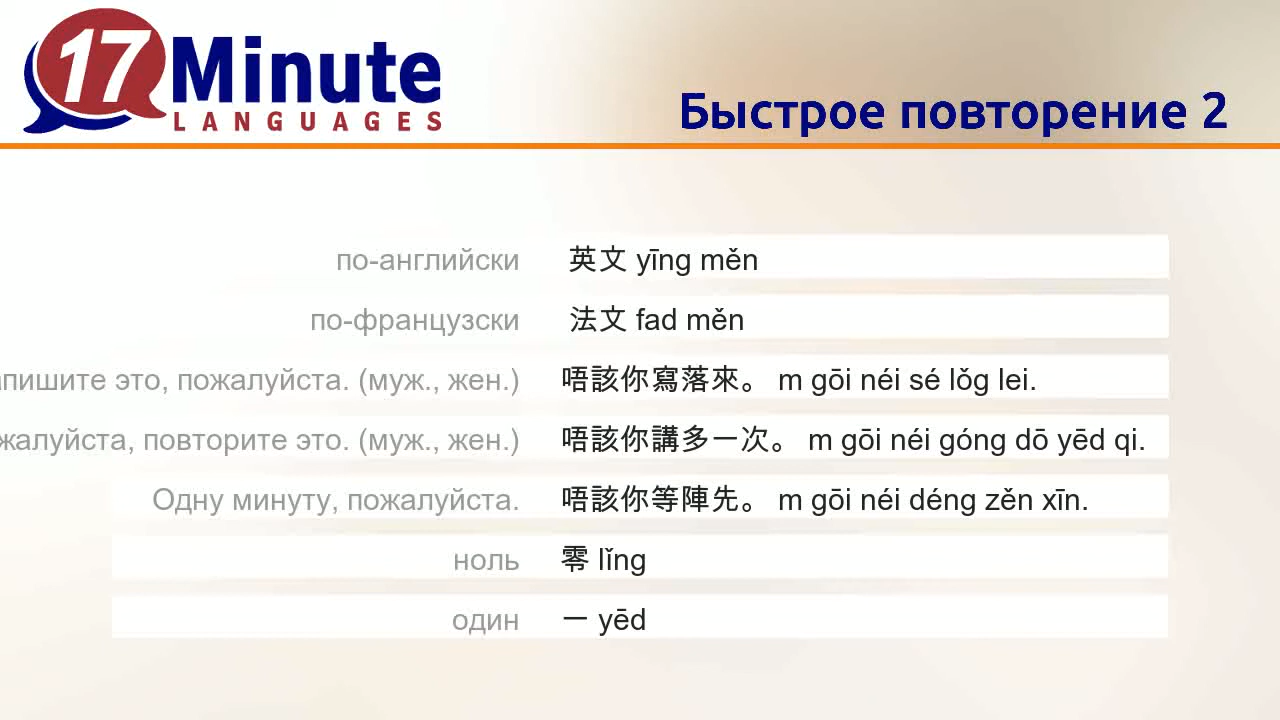 17 Minute
LANGUAGES
Быстрое повторение 2
по-английски 英文 yīng měn
по-французски 法文 fad měn
это, пожалуйста. (муж., жен.) 唔該你寫落來。 m gōi néi sé lǒg lei.
повторите это. (муж., жен.) 唔該你講多一次。 m gōi néi góng dō yēd qi.
Одну минуту, пожалуйста. 唔該你等陣先。 m gōi néi déng zěn xīn.
ноль 零 lǐng
один 一 yēd